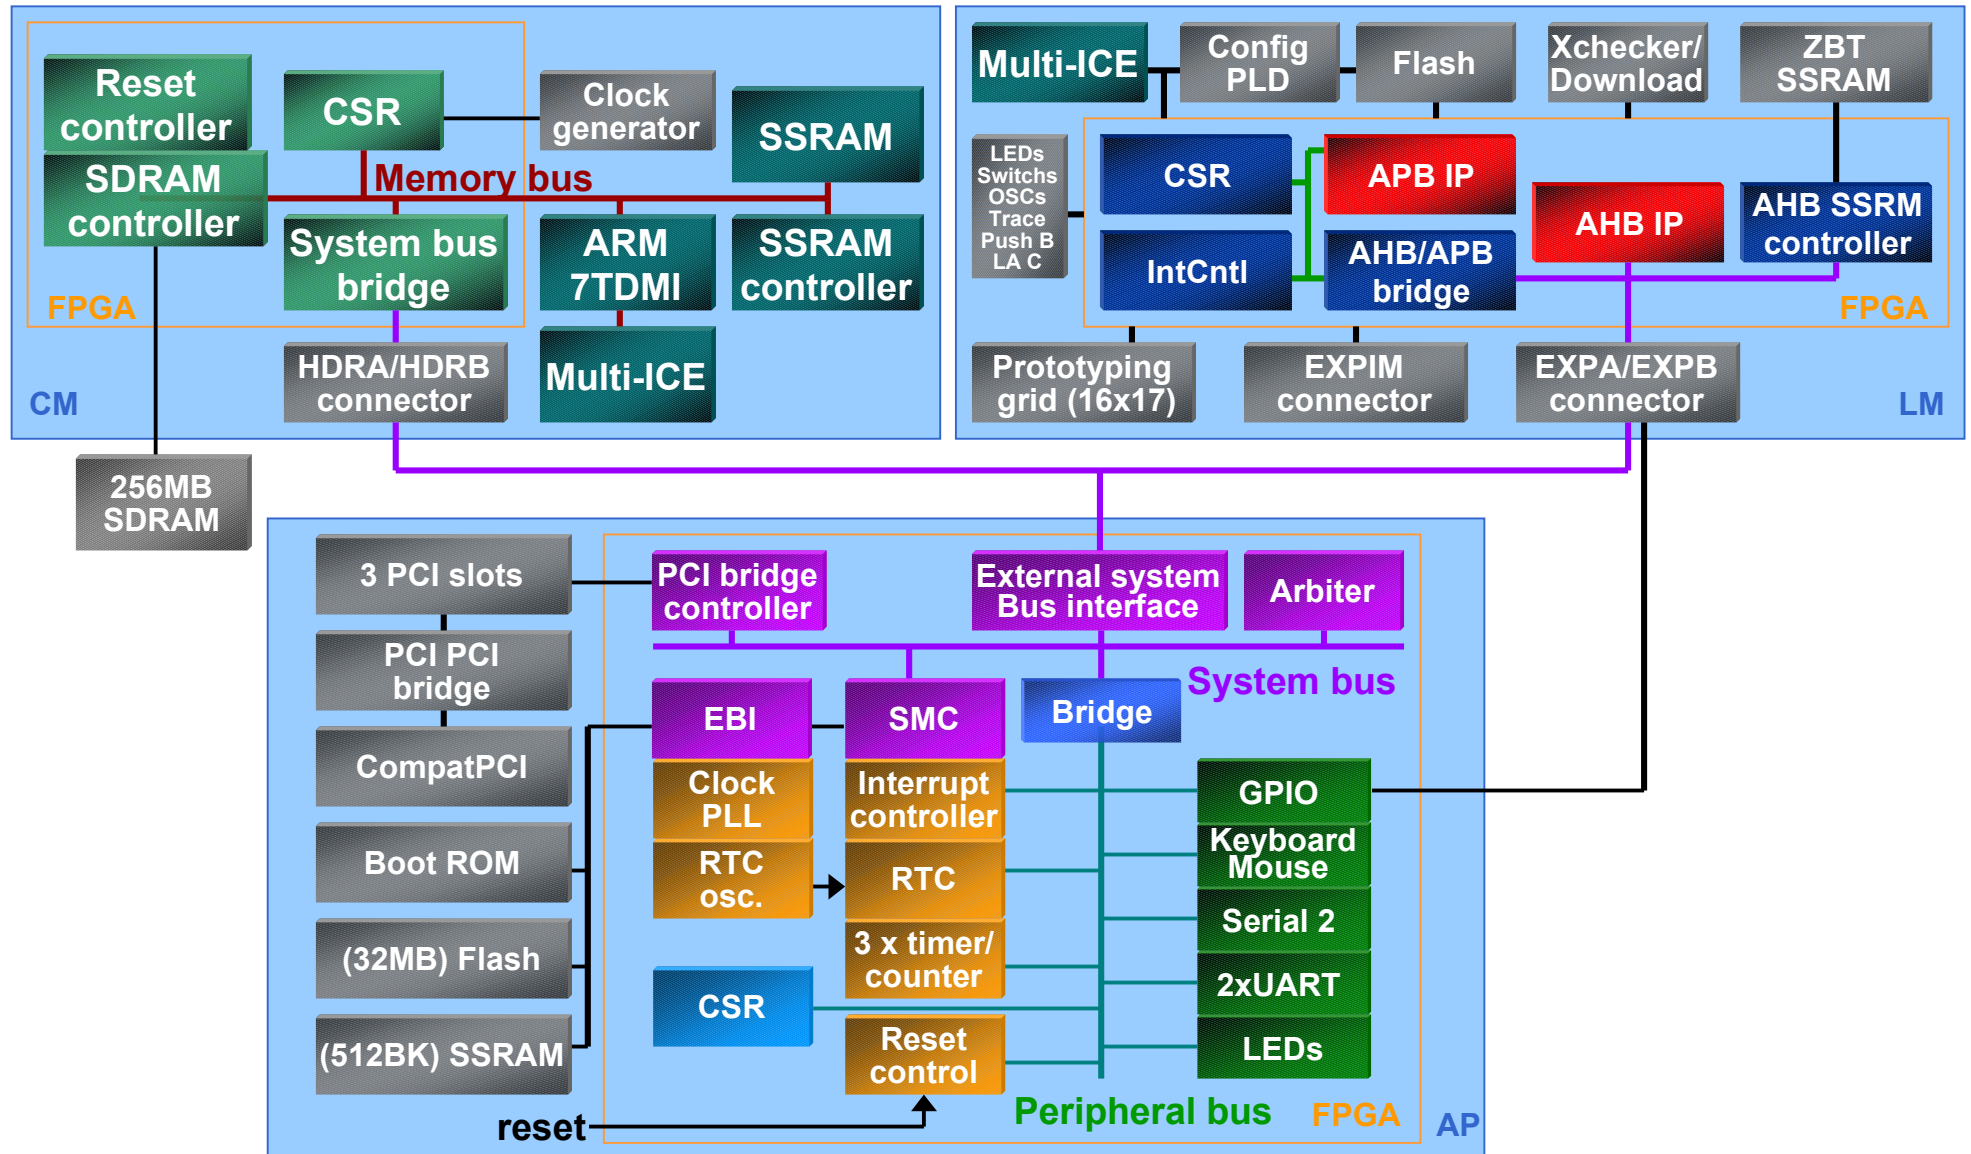 Reset
controller
CSR
Clock
generator
SSRAM
SDRAM
controller
Memory bus
System bus
bridge
ARM
7TDMI
SSRAM
controller
FPGA
HDRA/HDRB
connector
Multi-ICE
CM
256MB
SDRAM
Multi-ICE
Config
PLD
Flash
Xchecker/
Download
ZBT
SSRAM
LEDs
Switchs
OSCs
Trace
Push B
LA C
CSR
APB IP
AHB IP
AHB SSRM
controller
IntCntl
AHB/APB
bridge
FPGA
Prototyping
grid (16x17)
EXPIM
connector
EXPA/EXPB
connector
LM
3 PCI slots
PCI bridge
controller
External system
Bus interface
Arbiter
PCI PCI
bridge
System bus
EBI
SMC
Bridge
CompatPCI
Clock
PLL
Interrupt
controller
GPIO
Boot ROM
RTC
osc.
RTC
Keyboard
Mouse
Serial 2
(32MB) Flash
3 x timer/
counter
2xUART
CSR
(512BK) SSRAM
Reset
control
LEDs
Peripheral bus
FPGA
AP
reset